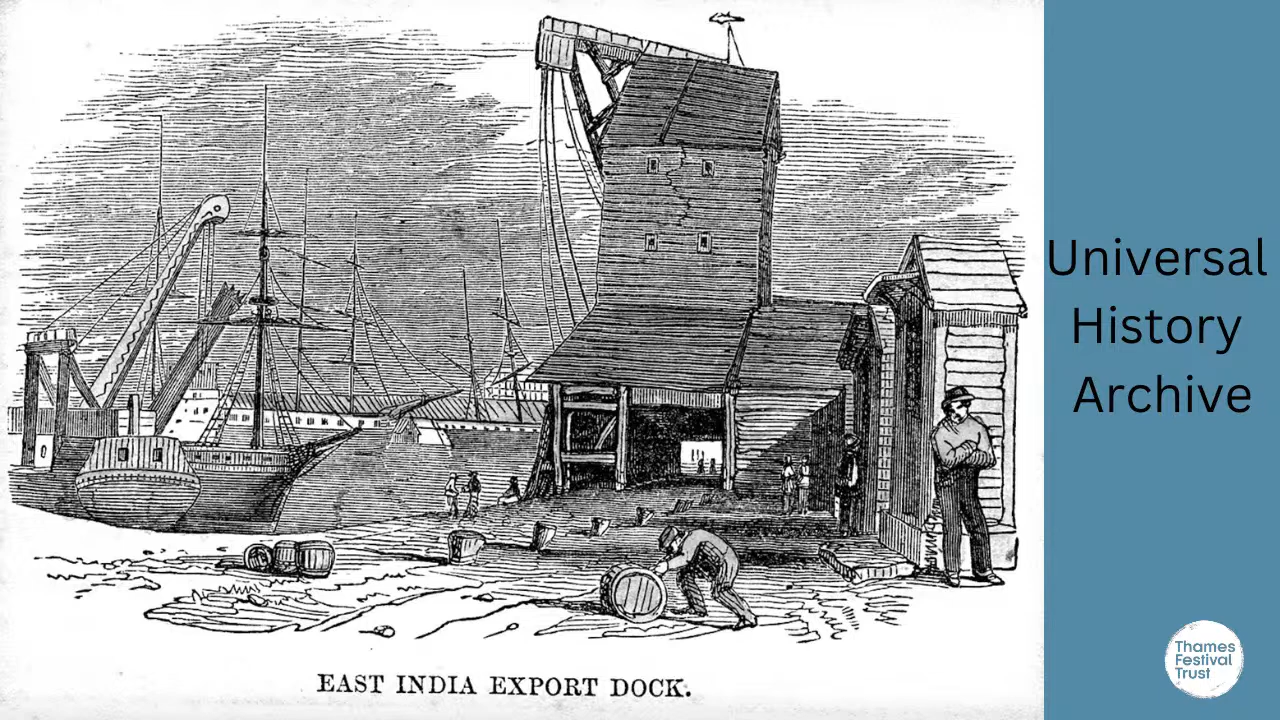 EAST INDIA EXPORT DOCK.
Universal
History
Archive
Thames
Festival
Trust